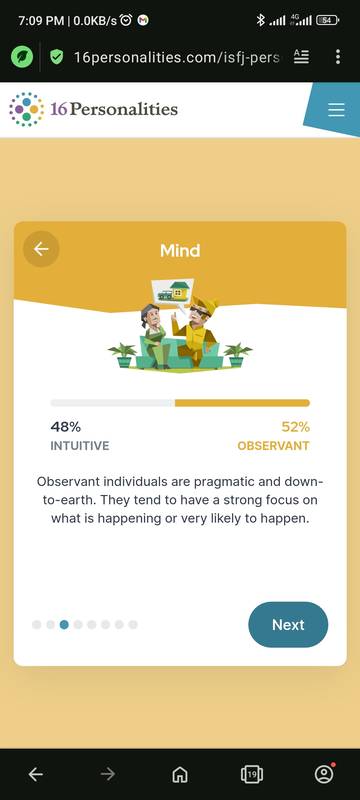 7:09 PM | 0.0KB/s
4G
54
16personalities.com/isfj-pers
16Personalities
Mind
48%
52%
INTUITIVE
OBSERVANT
Observant individuals are pragmatic and down-
to-earth. They tend to have a strong focus on
what is happening or very likely to happen.
Next
19